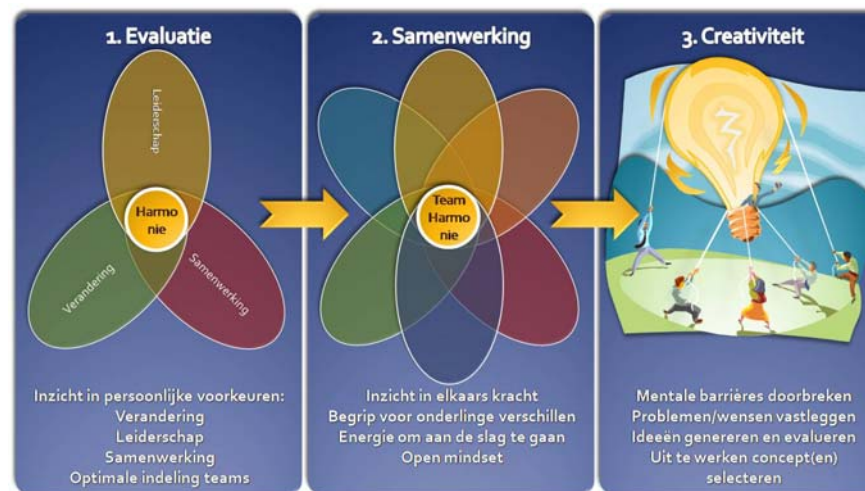 1. Evaluatie
Leiderschap
Harmo
nie
Verandering
Samenwerking
Inzicht in persoonlijke voorkeuren:
Verandering
Leiderschap
Samenwerking
Optimale indeling teams
2. Samenwerking
Team
Harmo
nie
Inzicht in elkaars kracht
Begrip voor onderlinge verschillen
Energie om aan de slag te gaan
Open mindset
3. Creativiteit
Mentale barrières doorbreken
Problemen/wensen vastleggen
Ideeën genereren en evalueren
Uit te werken concept(en)
selecteren